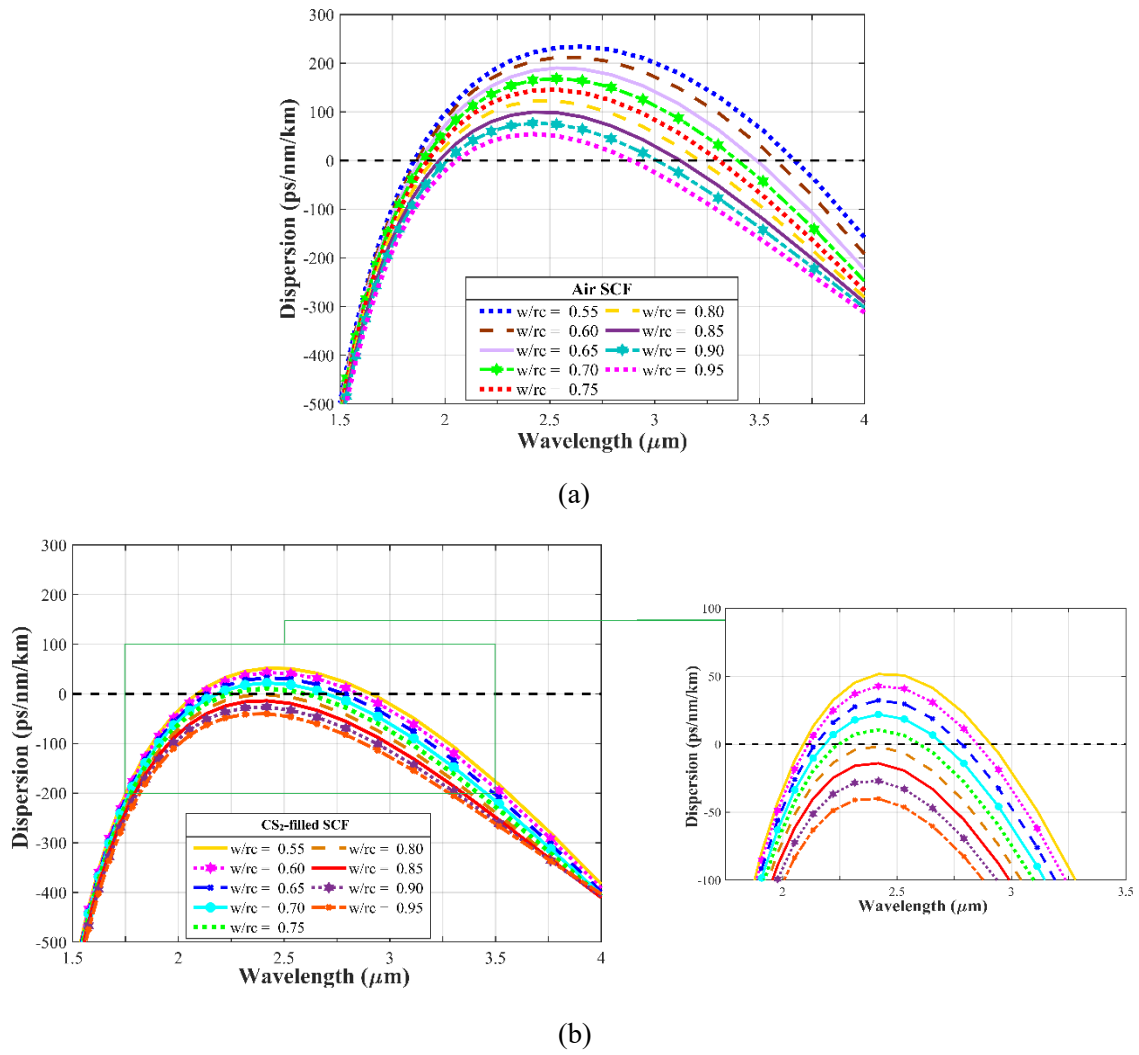 300
200
100
0
-100
-200
-300
-400
-500
Dispersion (ps/nm/km)
Air SCF
w/rc = 0.55 w/rc = 0.80
w/rc = 0.60 w/rc = 0.85
w/rc = 0.65 w/rc = 0.90
w/rc = 0.70 w/rc = 0.95
w/rc = 0.75
1.5 2 2.5 3 3.5 4
Wavelength (μm)
(a)
300
200
100
0
-100
-200
-300
-400
-500
Dispersion (ps/nm/km)
CS₂-filled SCF
w/rc = 0.55 w/rc = 0.80
w/rc = 0.60 w/rc = 0.85
w/rc = 0.65 w/rc = 0.90
w/rc = 0.70 w/rc = 0.95
w/rc = 0.75
1.5 2 2.5 3 3.5 4
Wavelength (μm)
100
50
0
-50
-100
Dispersion (ps/nm/km)
2 2.5 3 3.5
Wavelength (μm)
(b)